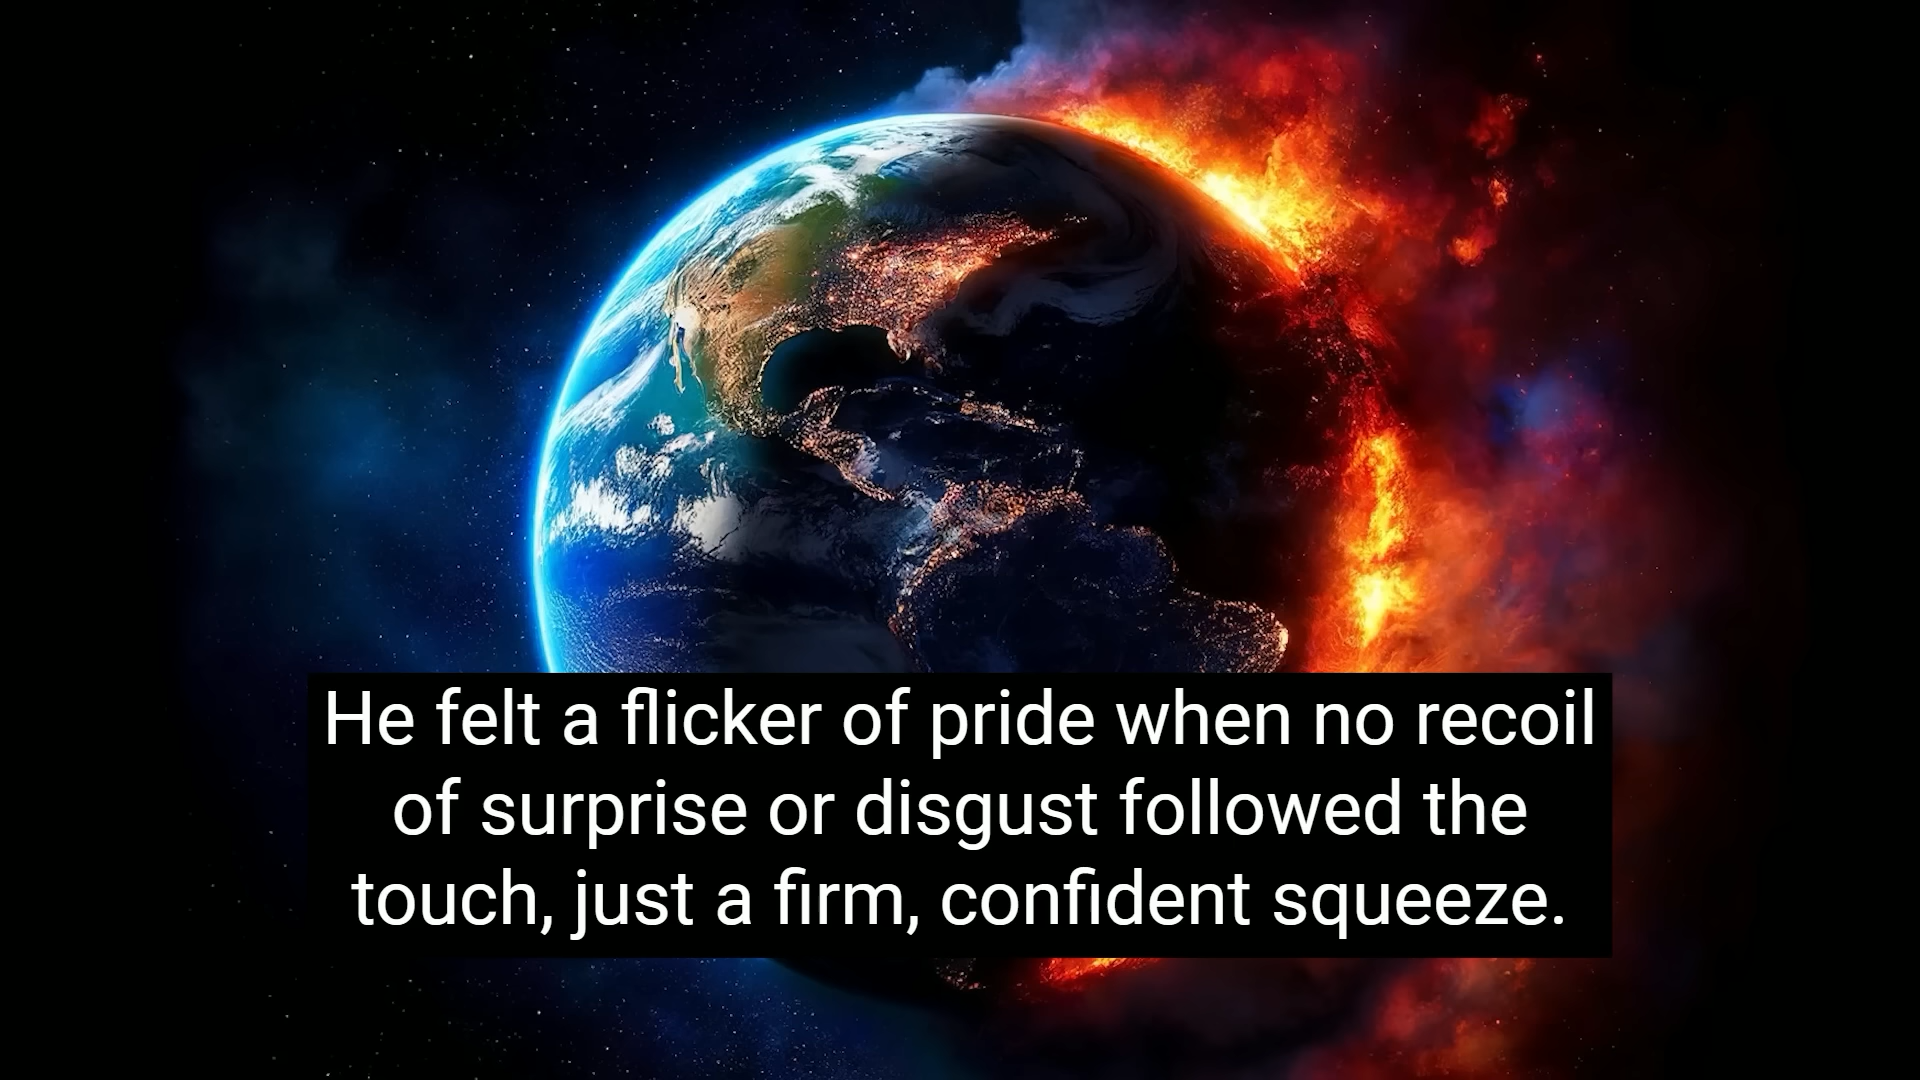 He felt a flicker of pride when no recoil
of surprise or disgust followed the
touch, just a firm, confident squeeze.